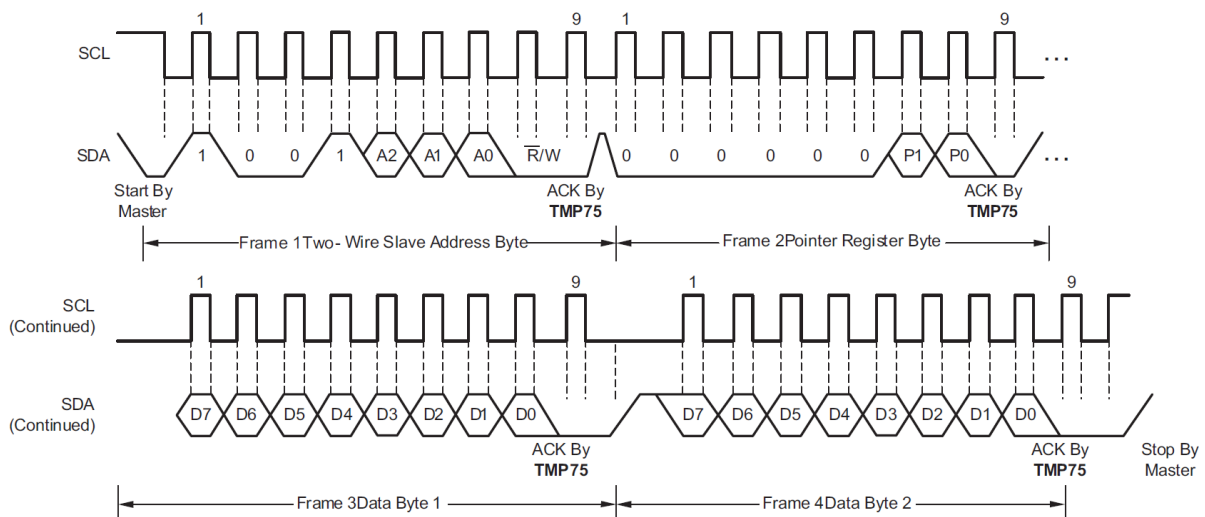 1 9 1 9
SCL
...
SDA 1 0 0 1 A2 A1 A0 R̅/W 0 0 0 0 0 0 P1 P0 ...
Start By Master
ACK By TMP75
ACK By TMP75
Frame 1Two- Wire Slave Address Byte
Frame 2Pointer Register Byte
1 9 1 9
SCL
(Continued)
SDA
(Continued)
D7 D6 D5 D4 D3 D2 D1 D0 D7 D6 D5 D4 D3 D2 D1 D0
ACK By TMP75
ACK By TMP75
Stop By Master
Frame 3Data Byte 1
Frame 4Data Byte 2